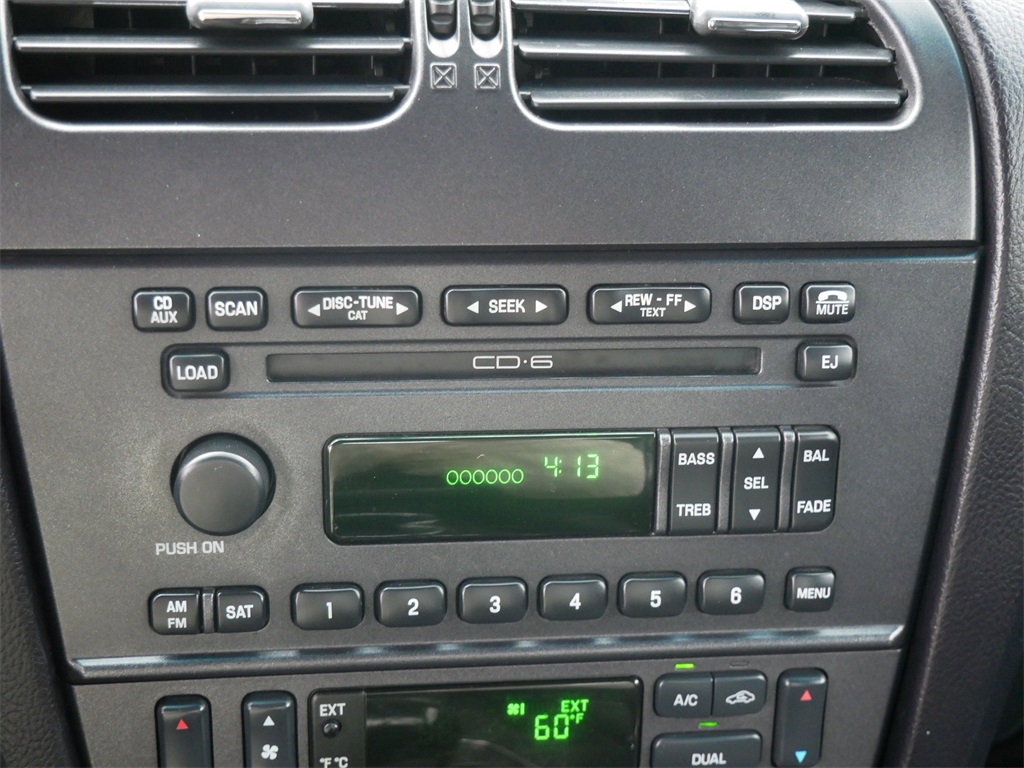 CD
AUX
SCAN
DISC-TUNE
CAT
SEEK
REW - FF
TEXT
DSP
MUTE
LOAD
CD·6
EJ
4:13
OOOOOO
BASS
TREB
SEL
BAL
FADE
PUSH ON
AM
FM
SAT
1
2
3
4
5
6
MENU
EXT
°F °C
EXT
60°F
A/C
DUAL